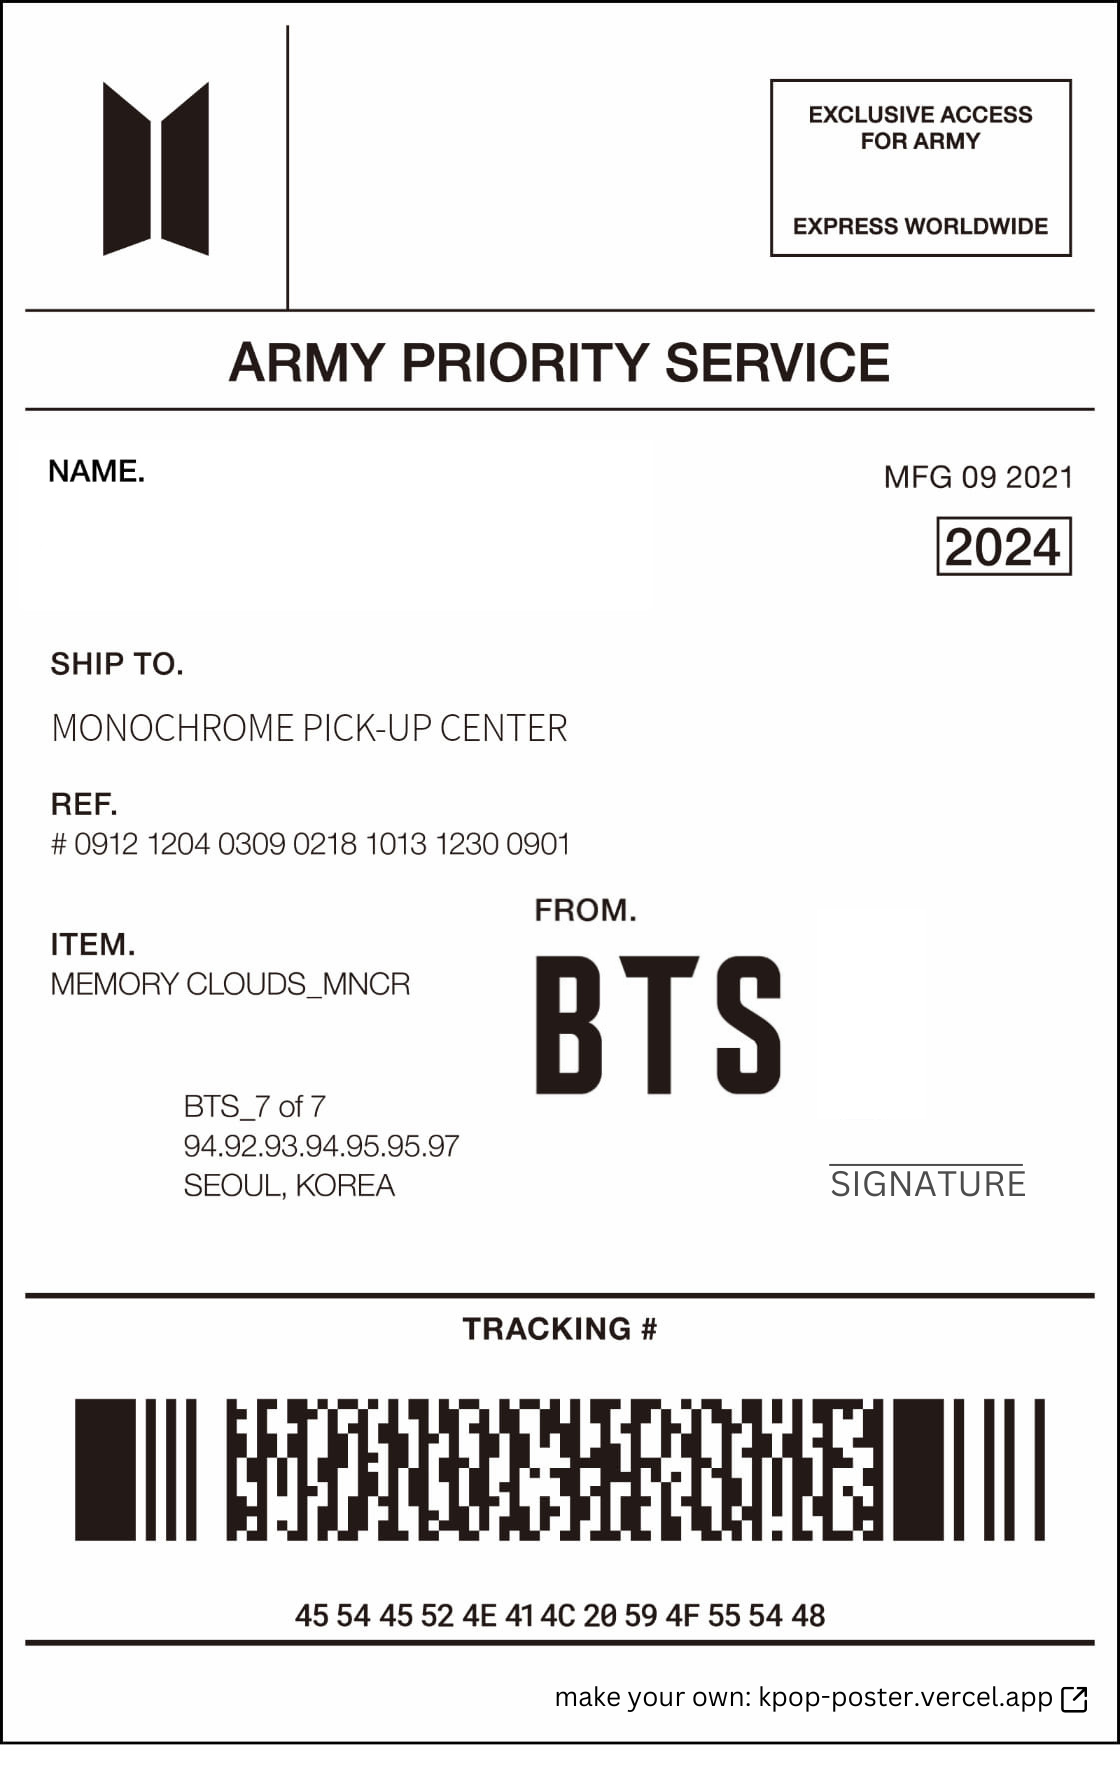 EXCLUSIVE ACCESS
FOR ARMY
EXPRESS WORLDWIDE
ARMY PRIORITY SERVICE
NAME.
MFG 09 2021
2024
SHIP TO.
MONOCHROME PICK-UP CENTER
REF.
# 0912 1204 0309 0218 1013 1230 0901
FROM.
BTS
ITEM.
MEMORY CLOUDS_MNCR
BTS_7 of 7
94.92.93.94.95.95.97
SEOUL, KOREA
SIGNATURE
TRACKING #
45 54 45 52 4E 41 4C 20 59 4F 55 54 48
make your own: kpop-poster.vercel.app